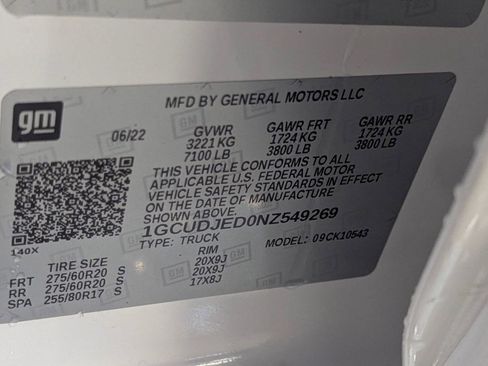 MFD BY GENERAL MOTORS LLC
gm
06/22 GVWR GAWR FRT GAWR RR
3221 KG 1724 KG 1724 KG
7100 LB 3800 LB 3800 LB
THIS VEHICLE CONFORMS TO ALL
APPLICABLE U.S. FEDERAL MOTOR
VEHICLE SAFETY STANDARDS IN EFFECT
ON THE DATE OF MANUFACTURE SHOWN ABOVE.
1GCUDJED0NZ549269
140X
TYPE: TRUCK MODEL: 09CK10543
TIRE SIZE RIM
FRT 275/60R20 S 20X9J
RR 275/60R20 S 20X9J
SPA 255/80R17 S 17X8J